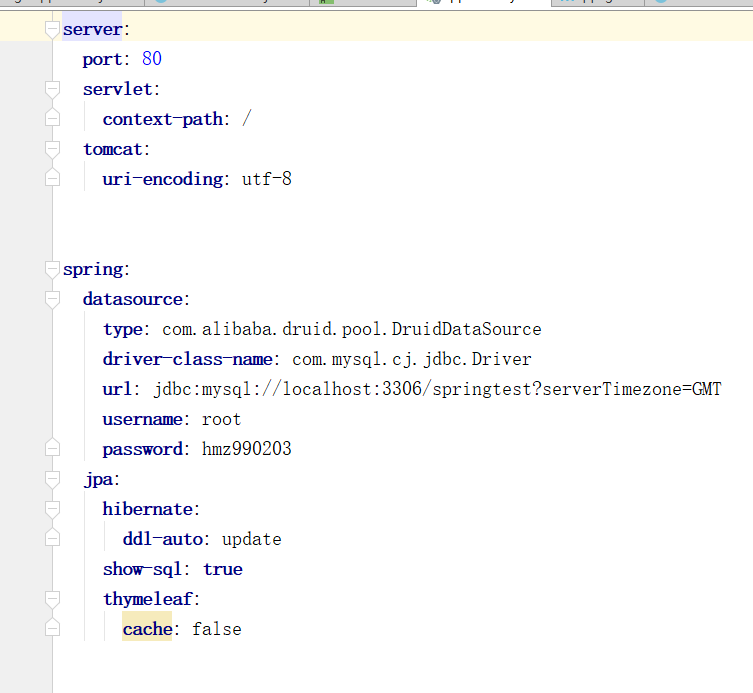 server:
  port: 80
  servlet:
    context-path: /
  tomcat:
    uri-encoding: utf-8
spring:
  datasource:
    type: com.alibaba.druid.pool.DruidDataSource
    driver-class-name: com.mysql.cj.jdbc.Driver
    url: jdbc:mysql://localhost:3306/springtest?serverTimezone=GMT
    username: root
    password: hmz990203
  jpa:
    hibernate:
      ddl-auto: update
    show-sql: true
    thymeleaf:
      cache: false